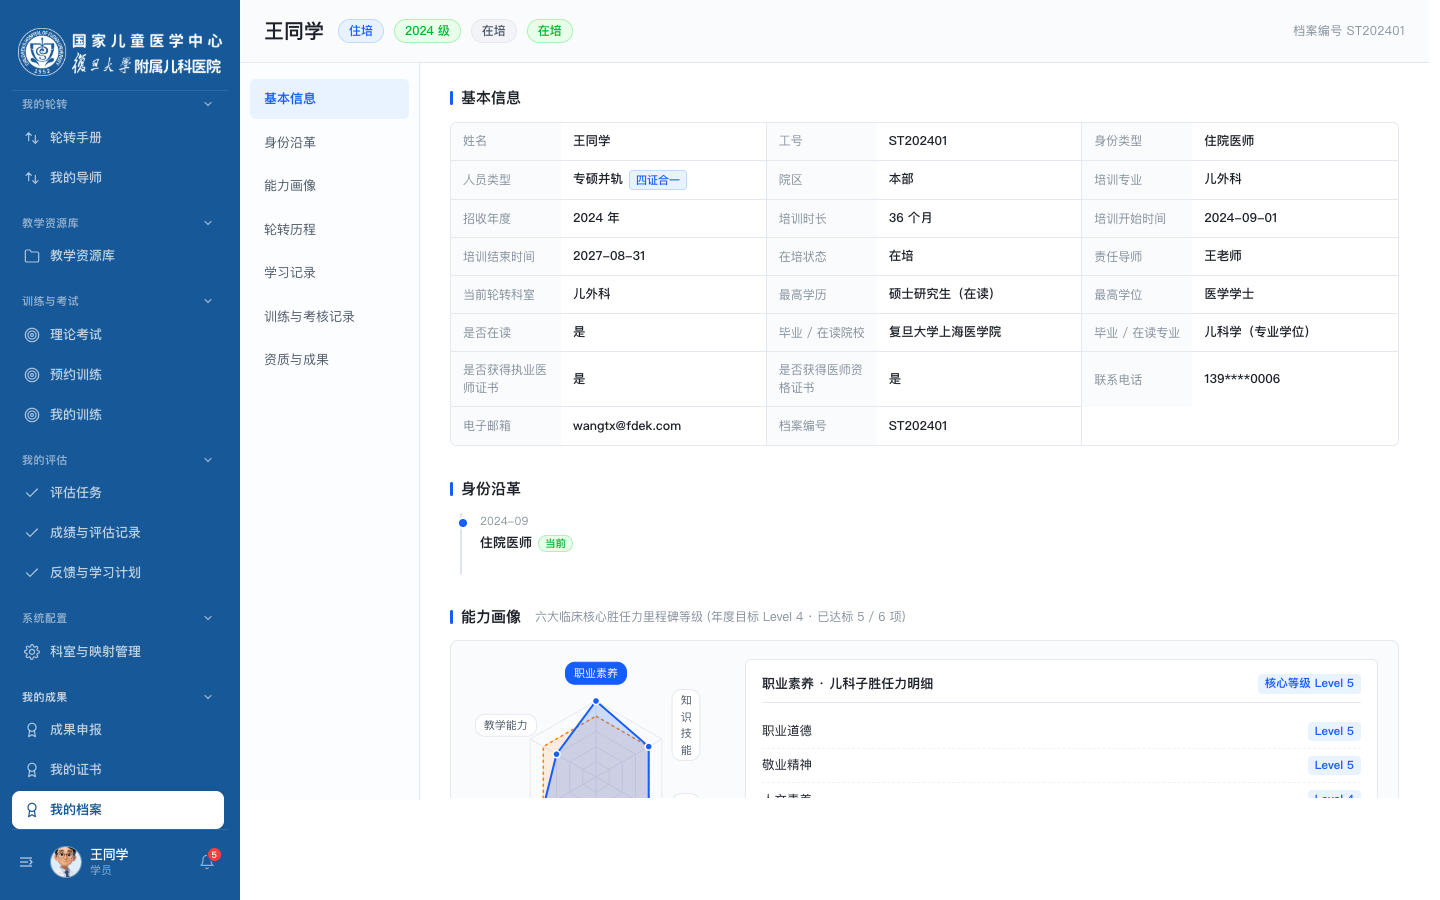 国家儿童医学中心
復旦大学附属儿科医院
1952
我的轮转
轮转手册
我的导师
教学资源库
教学资源库
训练与考试
理论考试
预约训练
我的训练
我的评估
评估任务
成绩与评估记录
反馈与学习计划
系统配置
科室与映射管理
我的成果
成果申报
我的证书
我的档案
王同学
学员
5
王同学 住培 2024 级 在培 在培
档案编号 ST202401
基本信息
身份沿革
能力画像
轮转历程
学习记录
训练与考核记录
资质与成果
基本信息
姓名 王同学 工号 ST202401 身份类型 住院医师
人员类型 专硕并轨 四证合一 院区 本部 培训专业 儿外科
招收年度 2024 年 培训时长 36 个月 培训开始时间 2024-09-01
培训结束时间 2027-08-31 在培状态 在培 责任导师 王老师
当前轮转科室 儿外科 最高学历 硕士研究生（在读） 最高学位 医学学士
是否在读 是 毕业 / 在读院校 复旦大学上海医学院 毕业 / 在读专业 儿科学（专业学位）
是否获得执业医师证书 是 是否获得医师资格证书 是 联系电话 139****0006
电子邮箱 wangtx@fdek.com 档案编号 ST202401
身份沿革
2024-09
住院医师 当前
能力画像 六大临床核心胜任力里程碑等级 (年度目标 Level 4 · 已达标 5 / 6 项)
职业素养
知识技能
教学能力
职业素养 · 儿科子胜任力明细 核心等级 Level 5
职业道德 Level 5
敬业精神 Level 5